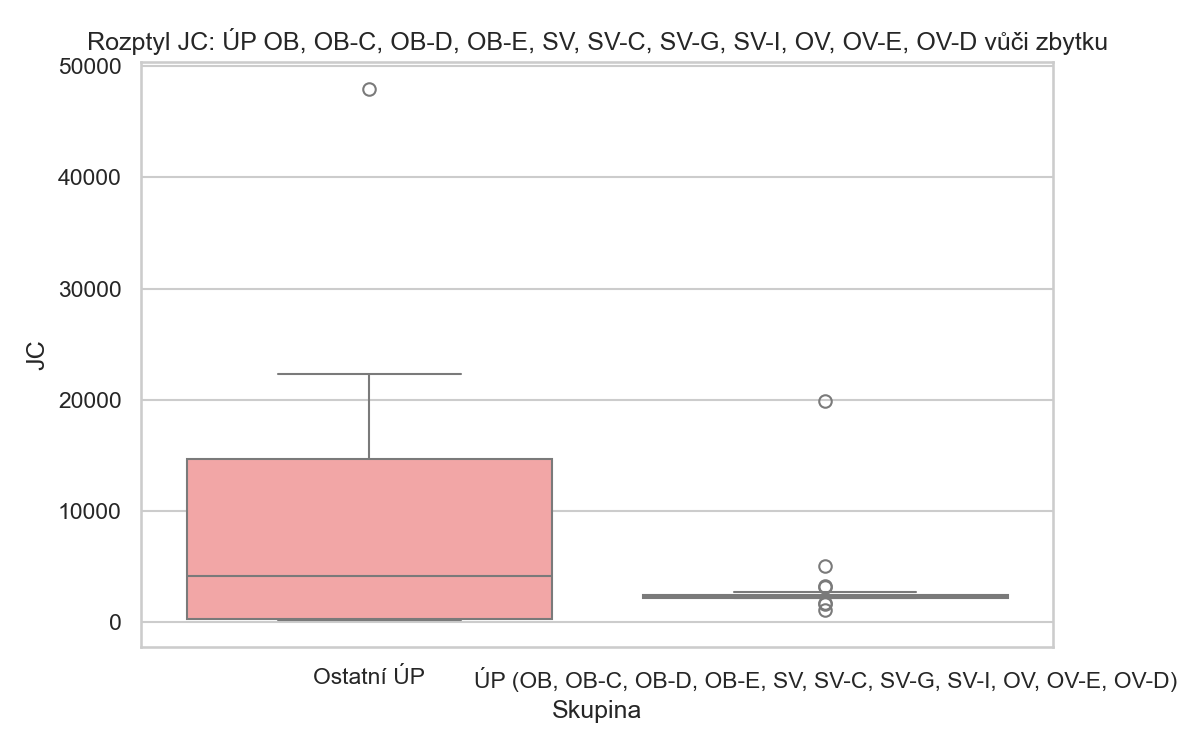 Rozptyl JC: ÚP OB, OB-C, OB-D, OB-E, SV, SV-C, SV-G, SV-I, OV, OV-E, OV-D vůči zbytku
50000
40000
30000
20000
10000
0
JC
Ostatní ÚP
ÚP (OB, OB-C, OB-D, OB-E, SV, SV-C, SV-G, SV-I, OV, OV-E, OV-D)
Skupina